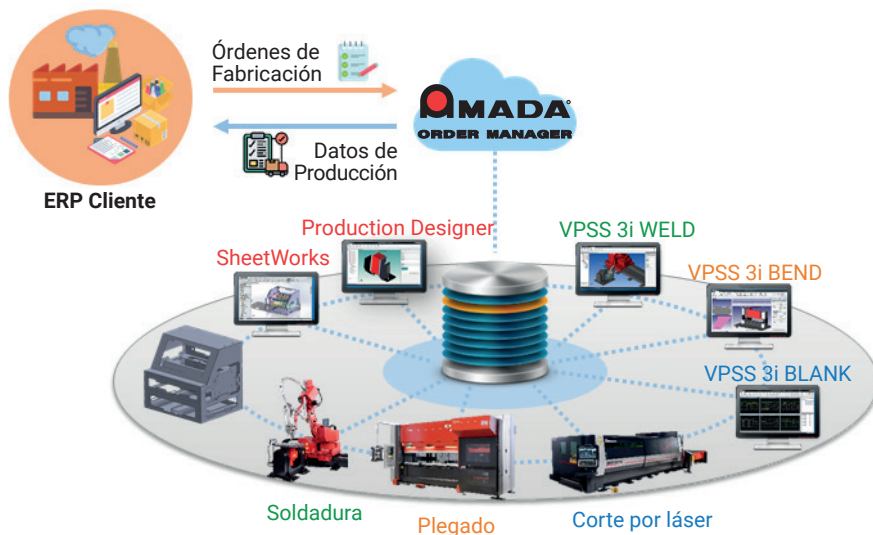 Órdenes de
Fabricación
AMADA
ORDER MANAGER
Datos de
Producción
ERP Cliente
Production Designer
VPSS 3i WELD
SheetWorks
VPSS 3i BEND
VPSS 3i BLANK
Soldadura
Plegado
Corte por láser